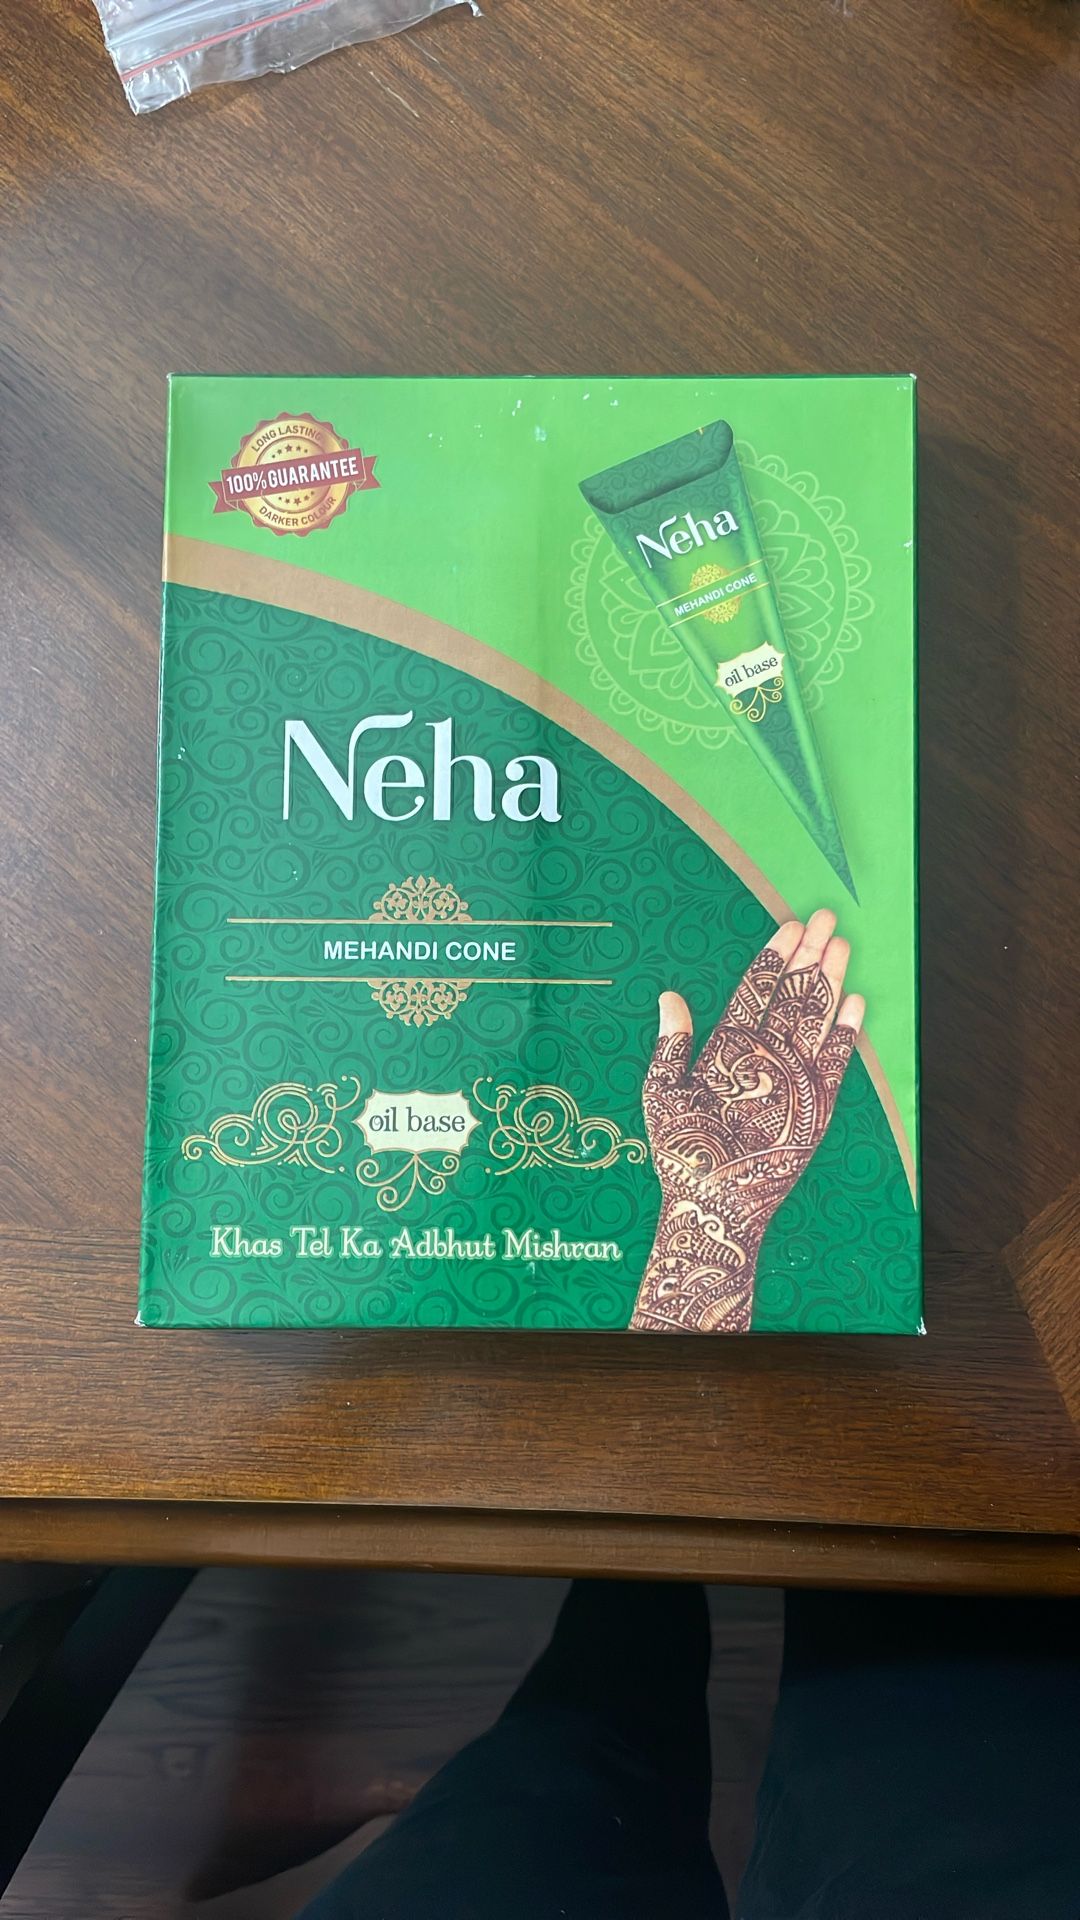 LONG LASTING
100% GUARANTEE
DARKER COLOUR
Neha
MEHANDI CONE
oil base
Neha
MEHANDI CONE
oil base
Khas Tel Ka Adbhut Mishran